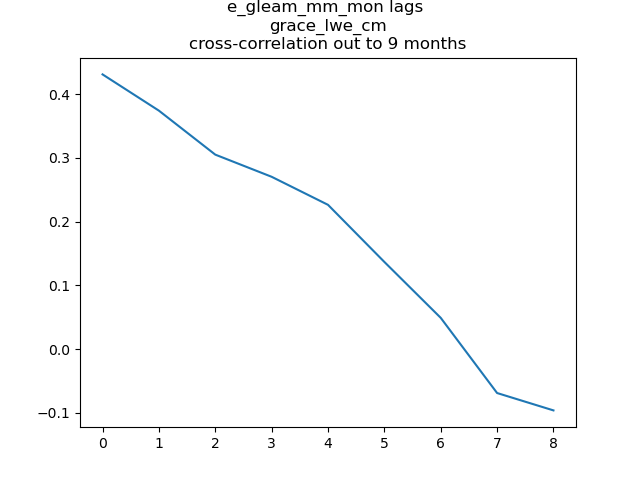 e_gleam_mm_mon lags
grace_lwe_cm
cross-correlation out to 9 months
0.4
0.3
0.2
0.1
0.0
−0.1
0 1 2 3 4 5 6 7 8